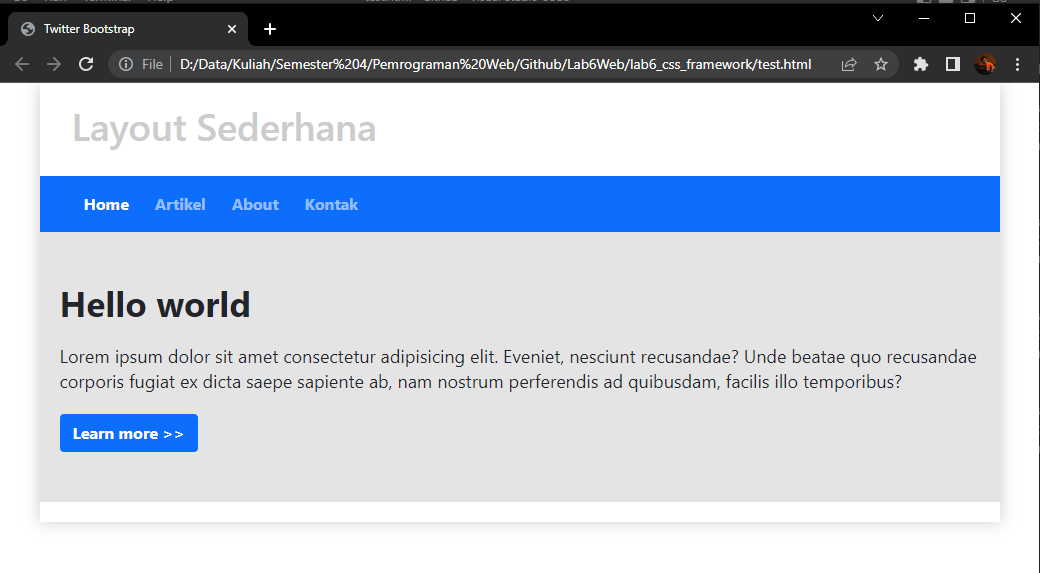 Twitter Bootstrap
File
D:/Data/Kuliah/Semester%204/Pemrograman%20Web/Github/Lab6Web/lab6_css_framework/test.html
Layout Sederhana
Home Artikel About Kontak
Hello world
Lorem ipsum dolor sit amet consectetur adipisicing elit. Eveniet, nesciunt recusandae? Unde beatae quo recusandae
corporis fugiat ex dicta saepe sapiente ab, nam nostrum perferendis ad quibusdam, facilis illo temporibus?
Learn more >>